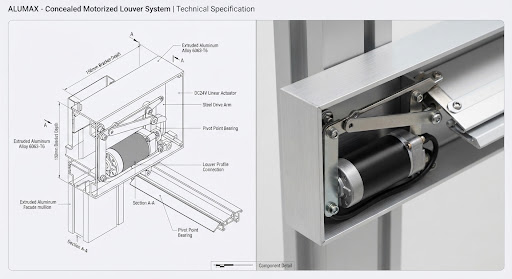 ALUMAX - Concealed Motorized Louver System | Technical Specification
A
Extruded Aluminum
Alloy 6063-T6
A
DC24V Linear Actuator
Steel Drive Arm
Pivot Point Bearing
Extruded Aluminum
Alloy 6063-T6
Louver Profile
Connection
Extruded Aluminum
Facade mullion
Section A-A
Pivot Point
Bearing
Section A-A
Component Detail